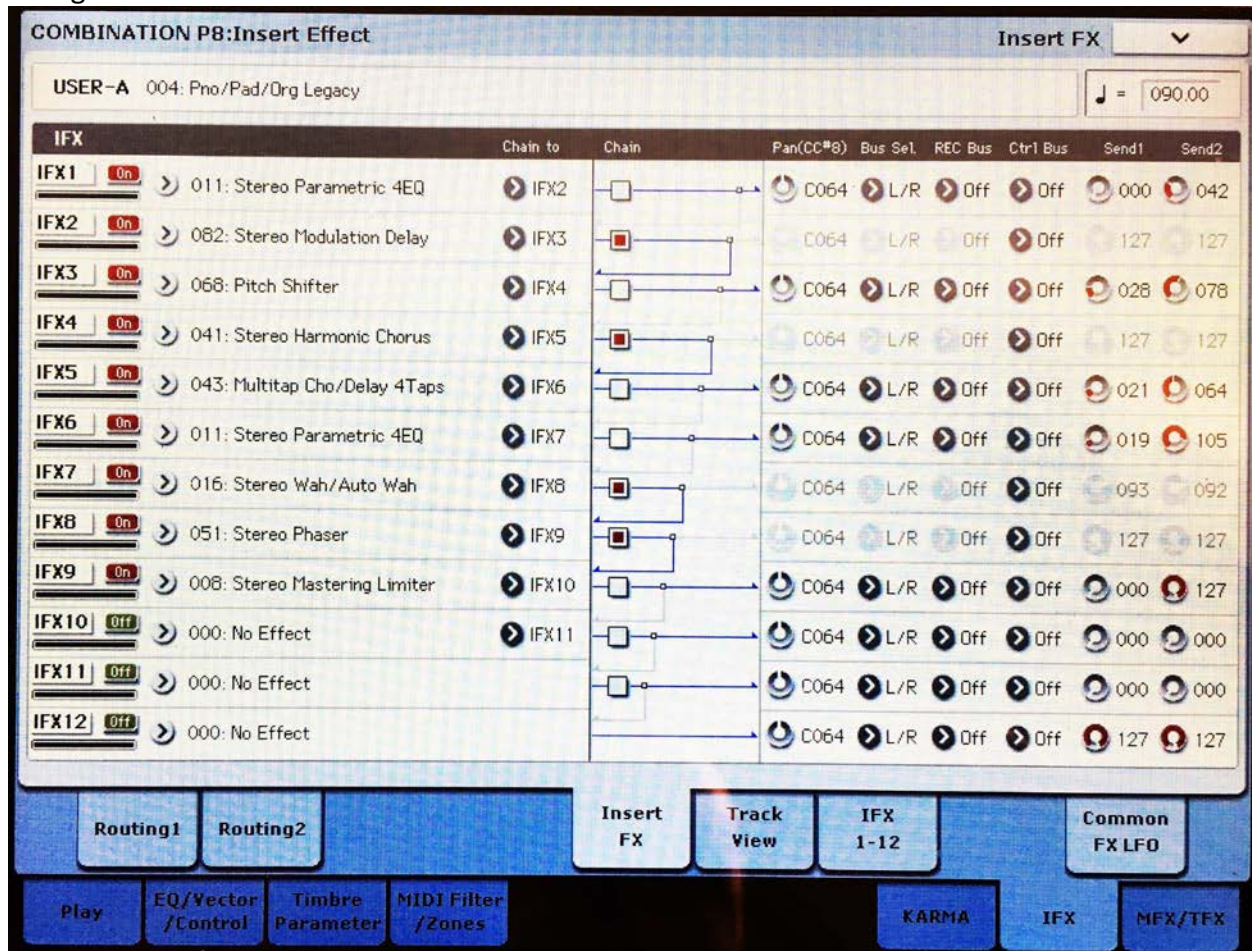 COMBINATION P8:Insert Effect Insert FX
USER-A 004: Pno/Pad/Org Legacy ♩ = 090.00
IFX Chain to Chain Pan(CC#8) Bus Sel. REC Bus Ctrl Bus Send1 Send2
IFX1 On 011: Stereo Parametric 4EQ IFX2 C064 L/R Off Off 000 042
IFX2 On 082: Stereo Modulation Delay IFX3 C064 L/R Off Off 127 127
IFX3 On 068: Pitch Shifter IFX4 C064 L/R Off Off 028 078
IFX4 On 041: Stereo Harmonic Chorus IFX5 C064 L/R Off Off 127 127
IFX5 On 043: Multitap Cho/Delay 4Taps IFX6 C064 L/R Off Off 021 064
IFX6 On 011: Stereo Parametric 4EQ IFX7 C064 L/R Off Off 019 105
IFX7 On 016: Stereo Wah/Auto Wah IFX8 C064 L/R Off Off 093 092
IFX8 On 051: Stereo Phaser IFX9 C064 L/R Off Off 127 127
IFX9 On 008: Stereo Mastering Limiter IFX10 C064 L/R Off Off 000 127
IFX10 Off 000: No Effect IFX11 C064 L/R Off Off 000 000
IFX11 Off 000: No Effect C064 L/R Off Off 000 000
IFX12 Off 000: No Effect C064 L/R Off Off 127 127
Routing1 Routing2 Insert FX Track View IFX 1-12 Common FX LFO
Play EQ/Vector /Control Timbre Parameter MIDI Filter /Zones KARMA IFX MFX/TFX